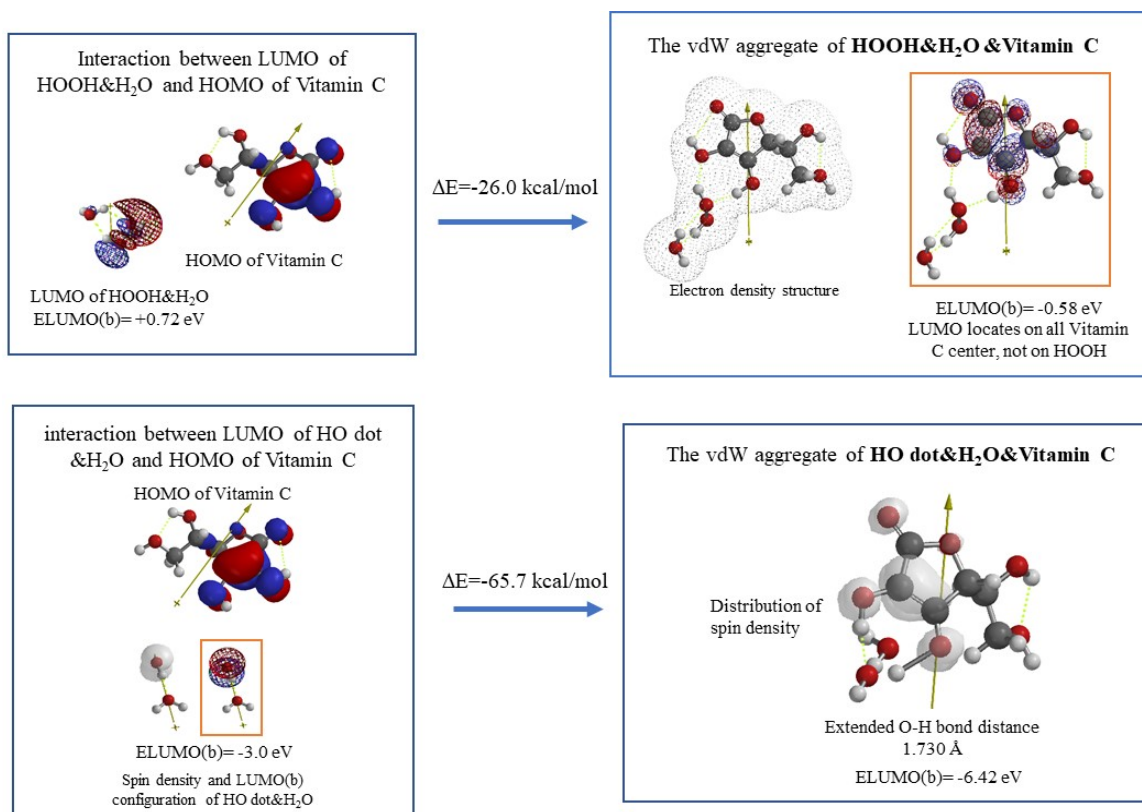 Interaction between LUMO of
HOOH&H₂O and HOMO of Vitamin C
HOMO of Vitamin C
LUMO of HOOH&H₂O
ELUMO(b)= +0.72 eV
ΔE=-26.0 kcal/mol
The vdW aggregate of HOOH&H₂O &Vitamin C
Electron density structure
ELUMO(b)= -0.58 eV
LUMO locates on all Vitamin
C center, not on HOOH
interaction between LUMO of HO dot
&H₂O and HOMO of Vitamin C
HOMO of Vitamin C
ELUMO(b)= -3.0 eV
Spin density and LUMO(b)
configuration of HO dot&H₂O
ΔE=-65.7 kcal/mol
The vdW aggregate of HO dot&H₂O&Vitamin C
Distribution of
spin density
Extended O-H bond distance
1.730 Å
ELUMO(b)= -6.42 eV